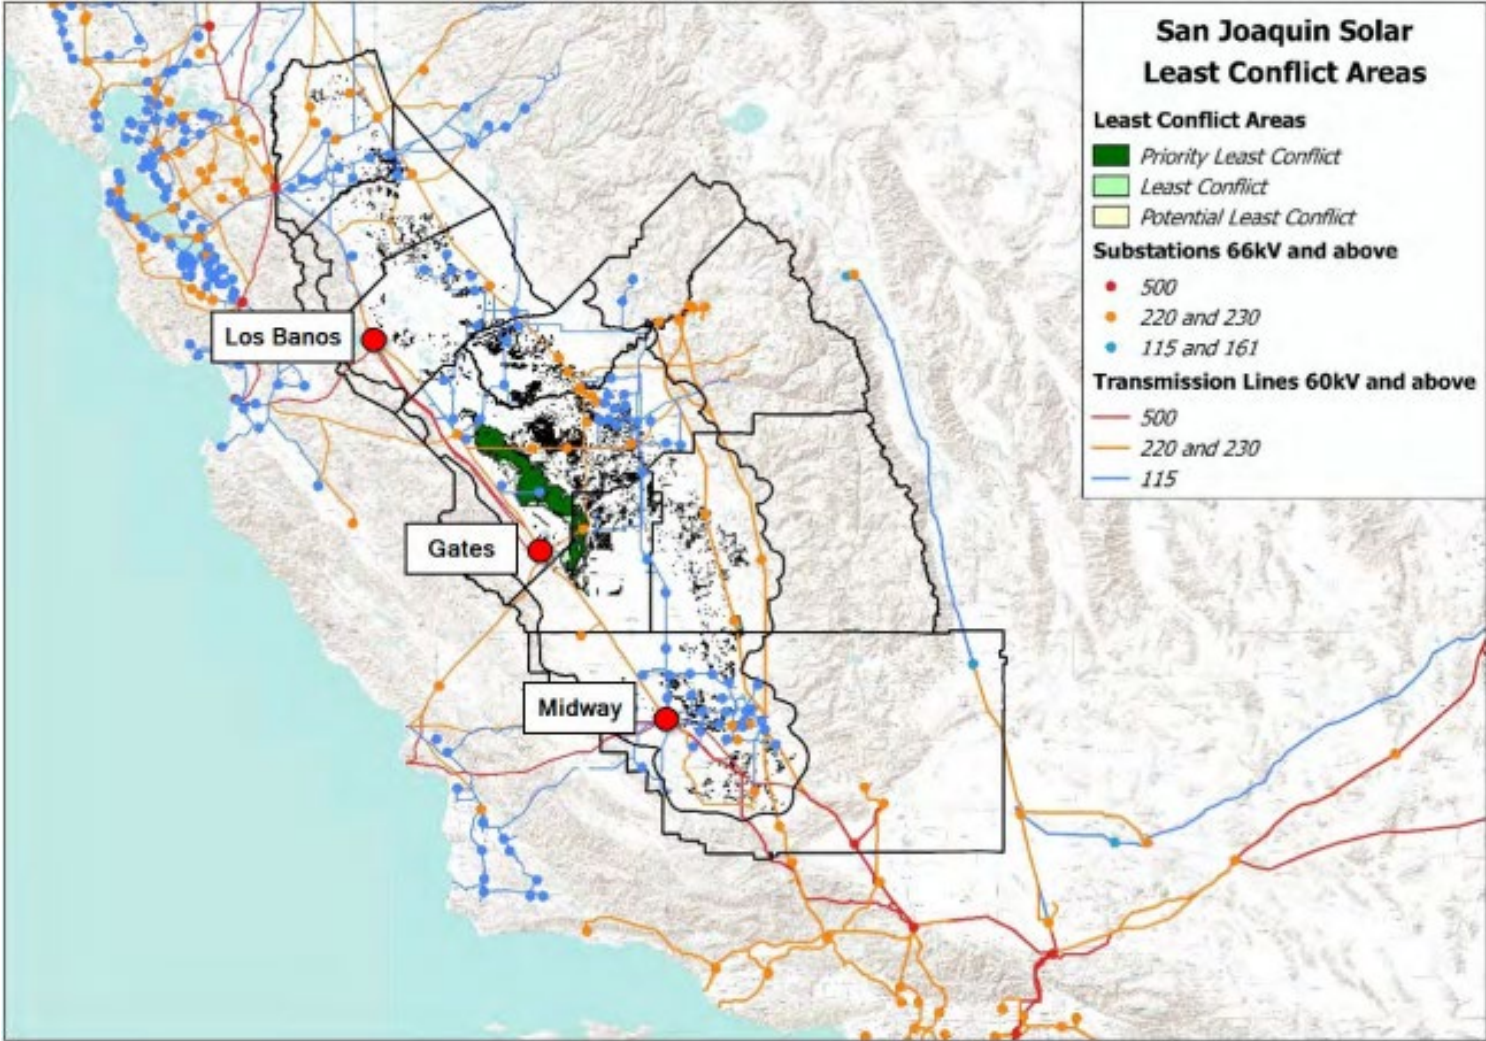 San Joaquin Solar
Least Conflict Areas
Least Conflict Areas
Priority Least Conflict
Least Conflict
Potential Least Conflict
Substations 66kV and above
500
220 and 230
115 and 161
Transmission Lines 60kV and above
500
220 and 230
115
Los Banos
Gates
Midway